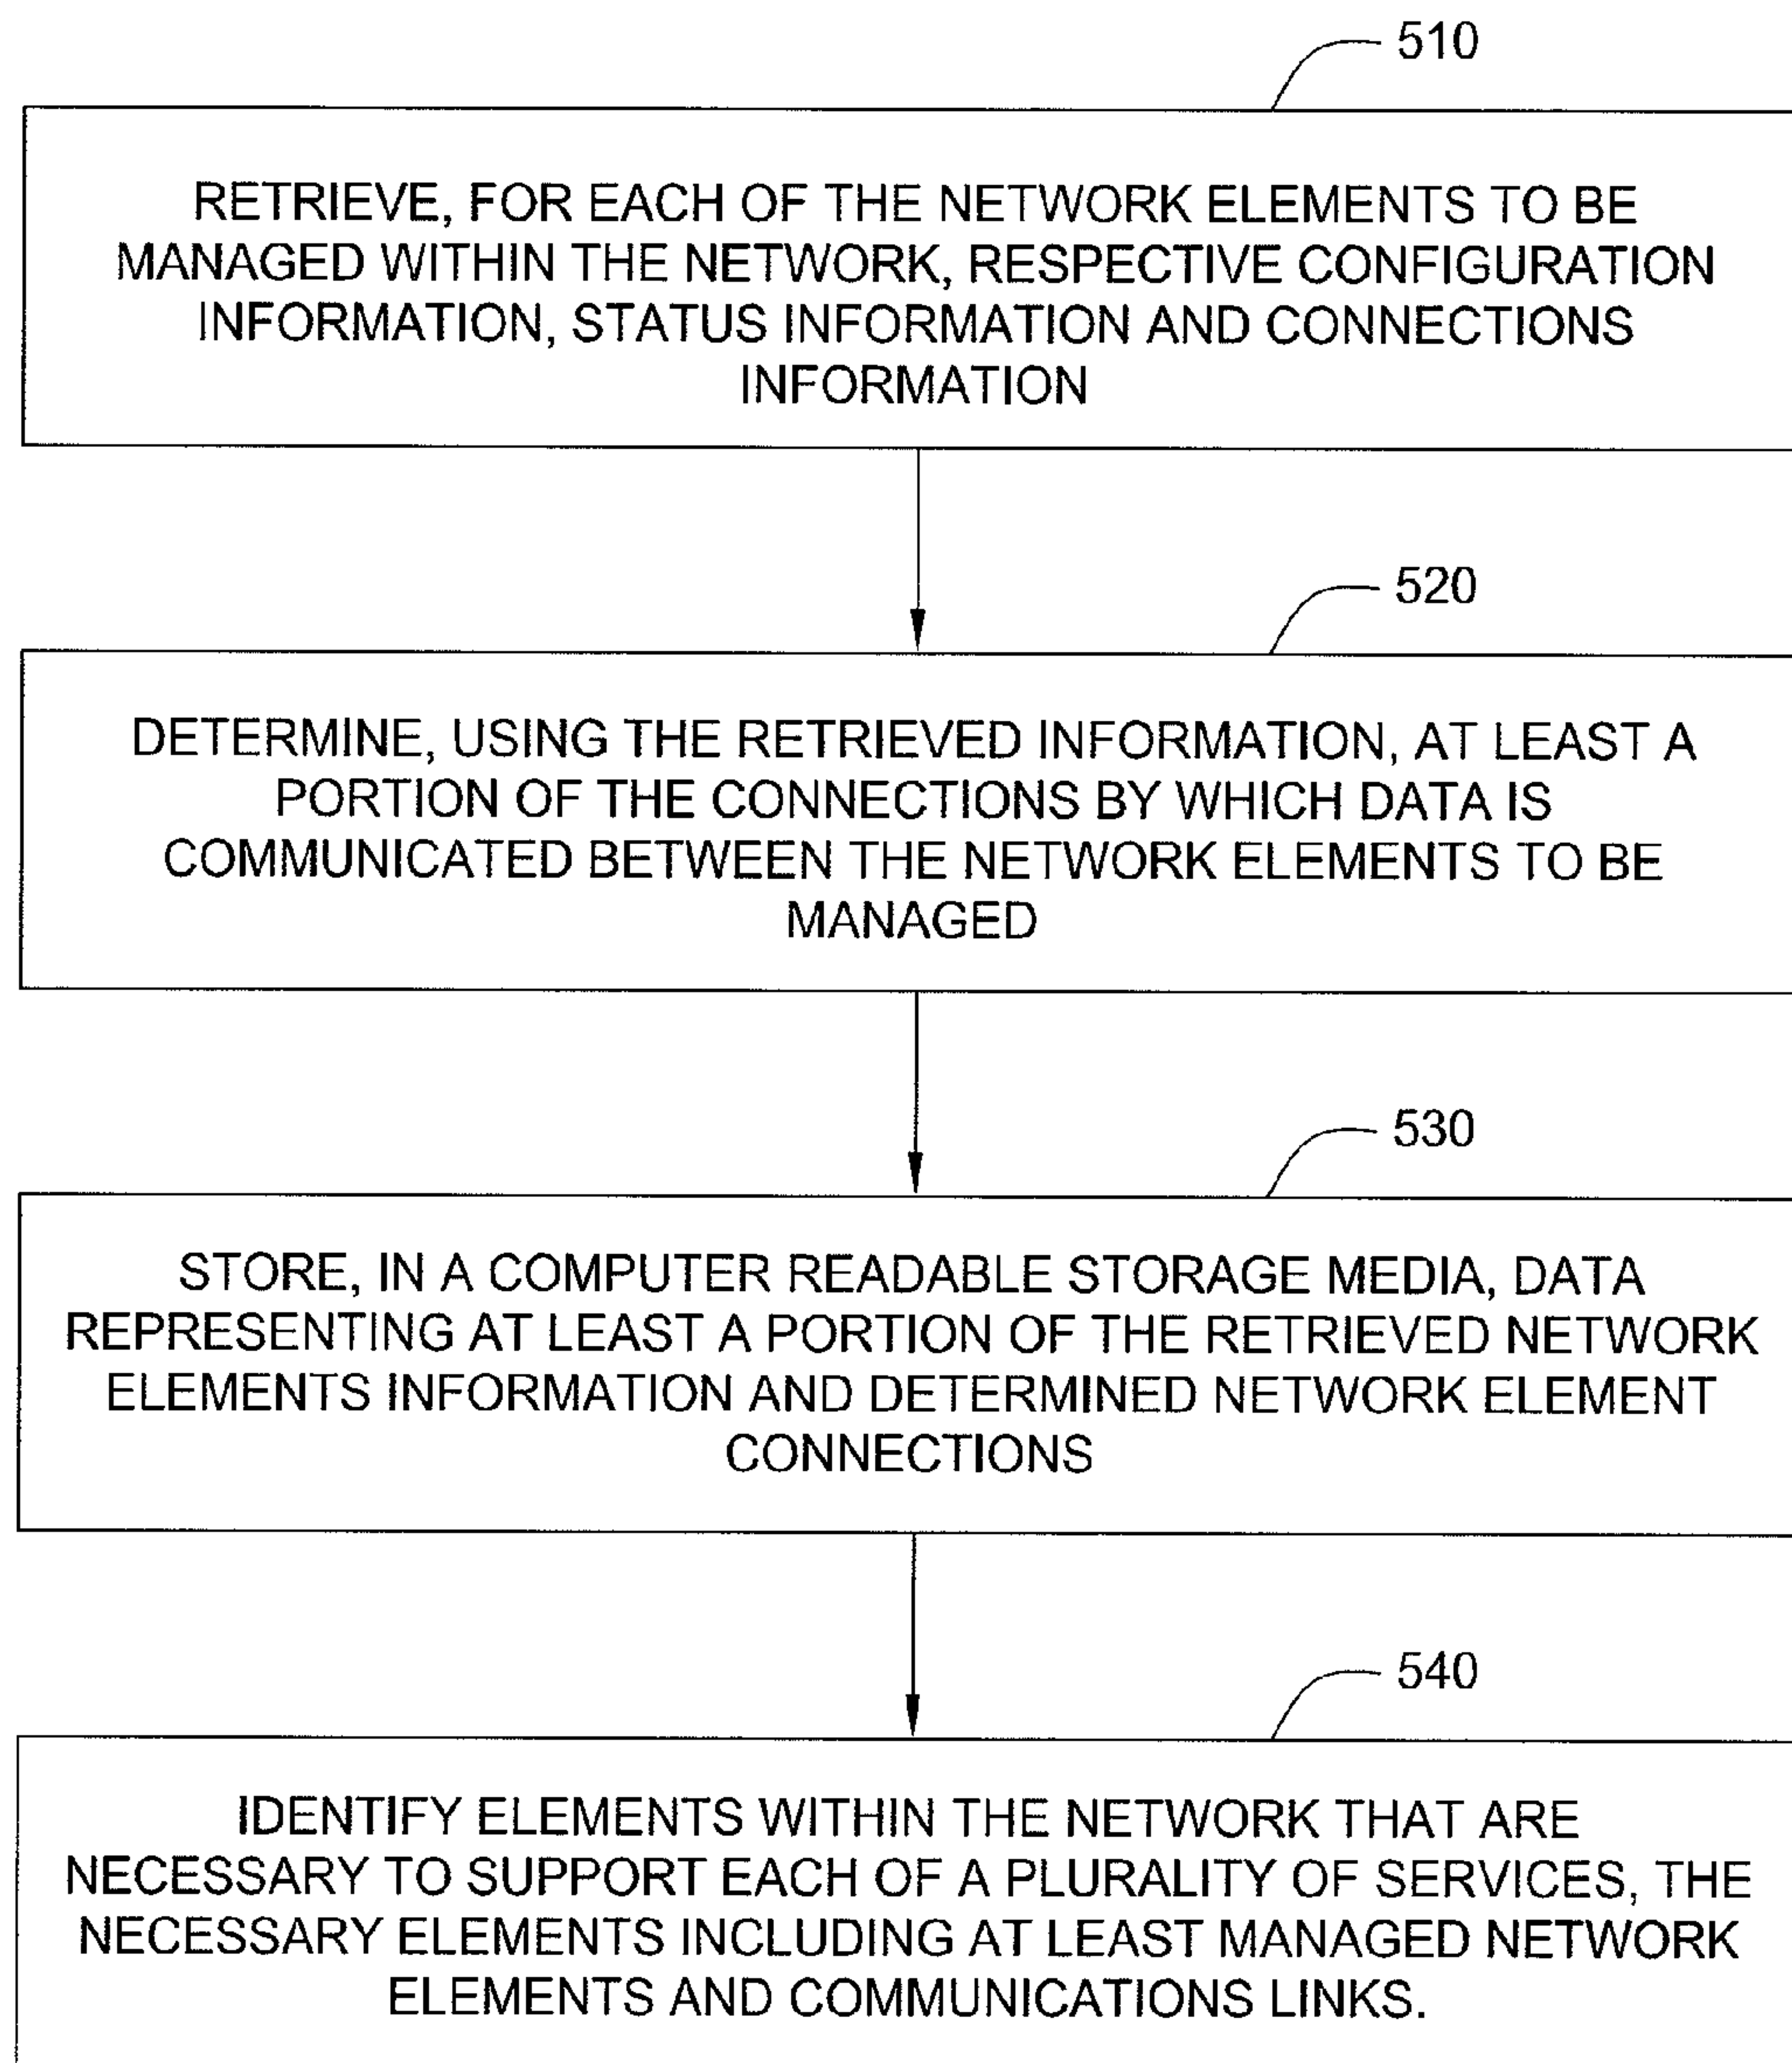 510
RETRIEVE, FOR EACH OF THE NETWORK ELEMENTS TO BE
MANAGED WITHIN THE NETWORK, RESPECTIVE CONFIGURATION
INFORMATION, STATUS INFORMATION AND CONNECTIONS
INFORMATION
520
DETERMINE, USING THE RETRIEVED INFORMATION, AT LEAST A
PORTION OF THE CONNECTIONS BY WHICH DATA IS
COMMUNICATED BETWEEN THE NETWORK ELEMENTS TO BE
MANAGED
530
STORE, IN A COMPUTER READABLE STORAGE MEDIA, DATA
REPRESENTING AT LEAST A PORTION OF THE RETRIEVED NETWORK
ELEMENTS INFORMATION AND DETERMINED NETWORK ELEMENT
CONNECTIONS
540
IDENTIFY ELEMENTS WITHIN THE NETWORK THAT ARE
NECESSARY TO SUPPORT EACH OF A PLURALITY OF SERVICES, THE
NECESSARY ELEMENTS INCLUDING AT LEAST MANAGED NETWORK
ELEMENTS AND COMMUNICATIONS LINKS.